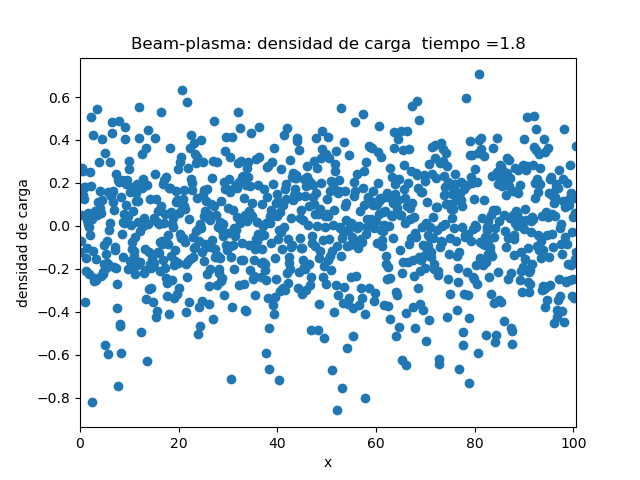 Beam-plasma: densidad de carga  tiempo =1.8
densidad de carga
0.6
0.4
0.2
0.0
−0.2
−0.4
−0.6
−0.8
0 20 40 60 80 100
x